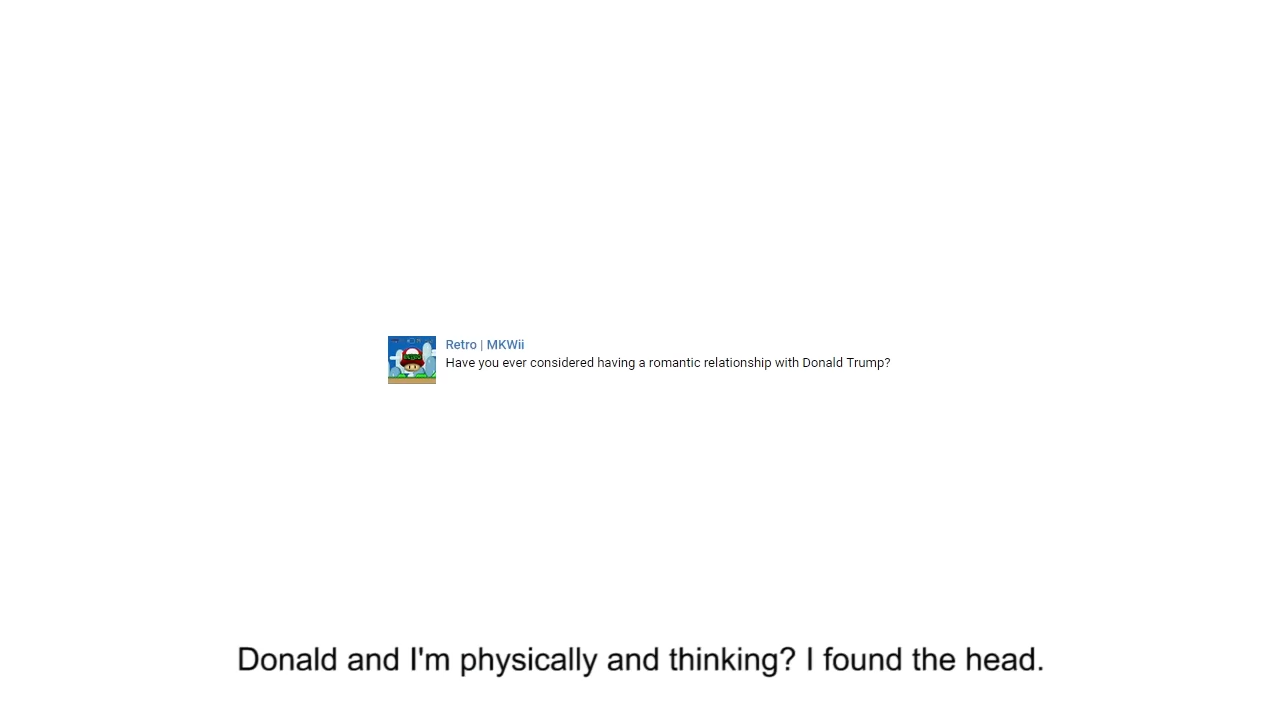 Retro | MKWii
Have you ever considered having a romantic relationship with Donald Trump?
Donald and I'm physically and thinking? I found the head.